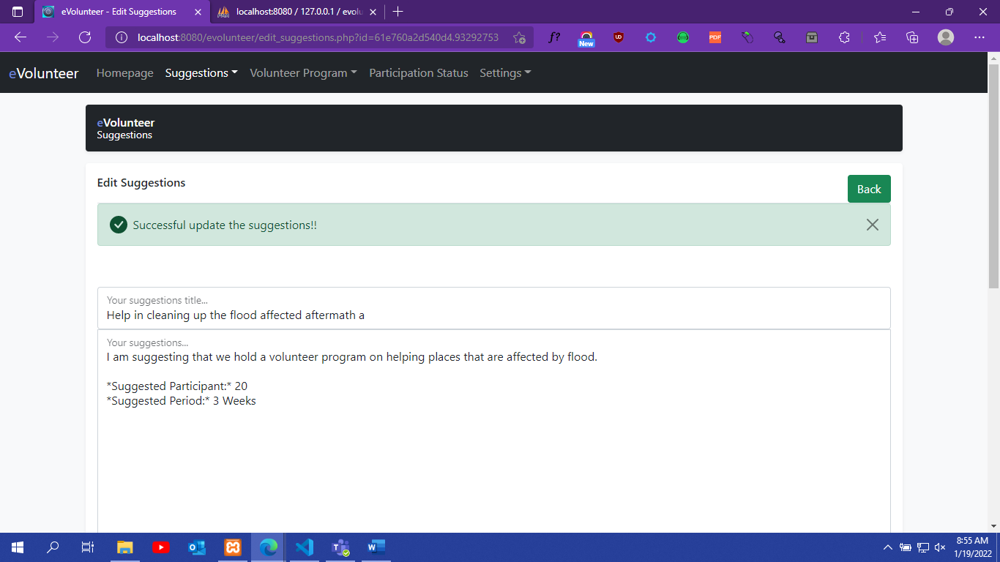 eVolunteer - Edit Suggestions
localhost:8080 / 127.0.0.1 / evolu
localhost:8080/evolunteer/edit_suggestions.php?id=61e760a2d540d4.93292753
f?
New
UD
PDF
eVolunteer
Homepage
Suggestions
Volunteer Program
Participation Status
Settings
eVolunteer
Suggestions
Edit Suggestions
Back
Successful update the suggestions!!
Your suggestions title...
Help in cleaning up the flood affected aftermath a
Your suggestions...
I am suggesting that we hold a volunteer program on helping places that are affected by flood.
*Suggested Participant:* 20
*Suggested Period:* 3 Weeks
8:55 AM
1/19/2022